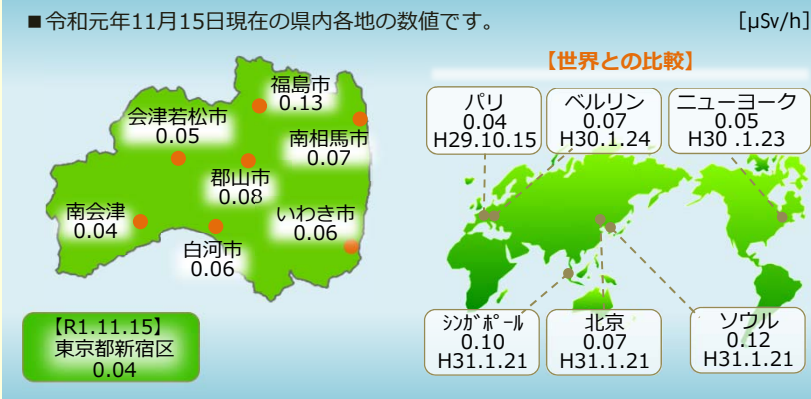 ■令和元年11月15日現在の県内各地の数値です。
[μSv/h]
福島市
0.13
会津若松市
0.05
南相馬市
0.07
郡山市
0.08
南会津
0.04
いわき市
0.06
白河市
0.06
【R1.11.15】
東京都新宿区
0.04
【世界との比較】
パリ
0.04
H29.10.15
ベルリン
0.07
H30.1.24
ニューヨーク
0.05
H30 .1.23
ｼﾝｶﾞﾎﾟｰﾙ
0.10
H31.1.21
北京
0.07
H31.1.21
ソウル
0.12
H31.1.21